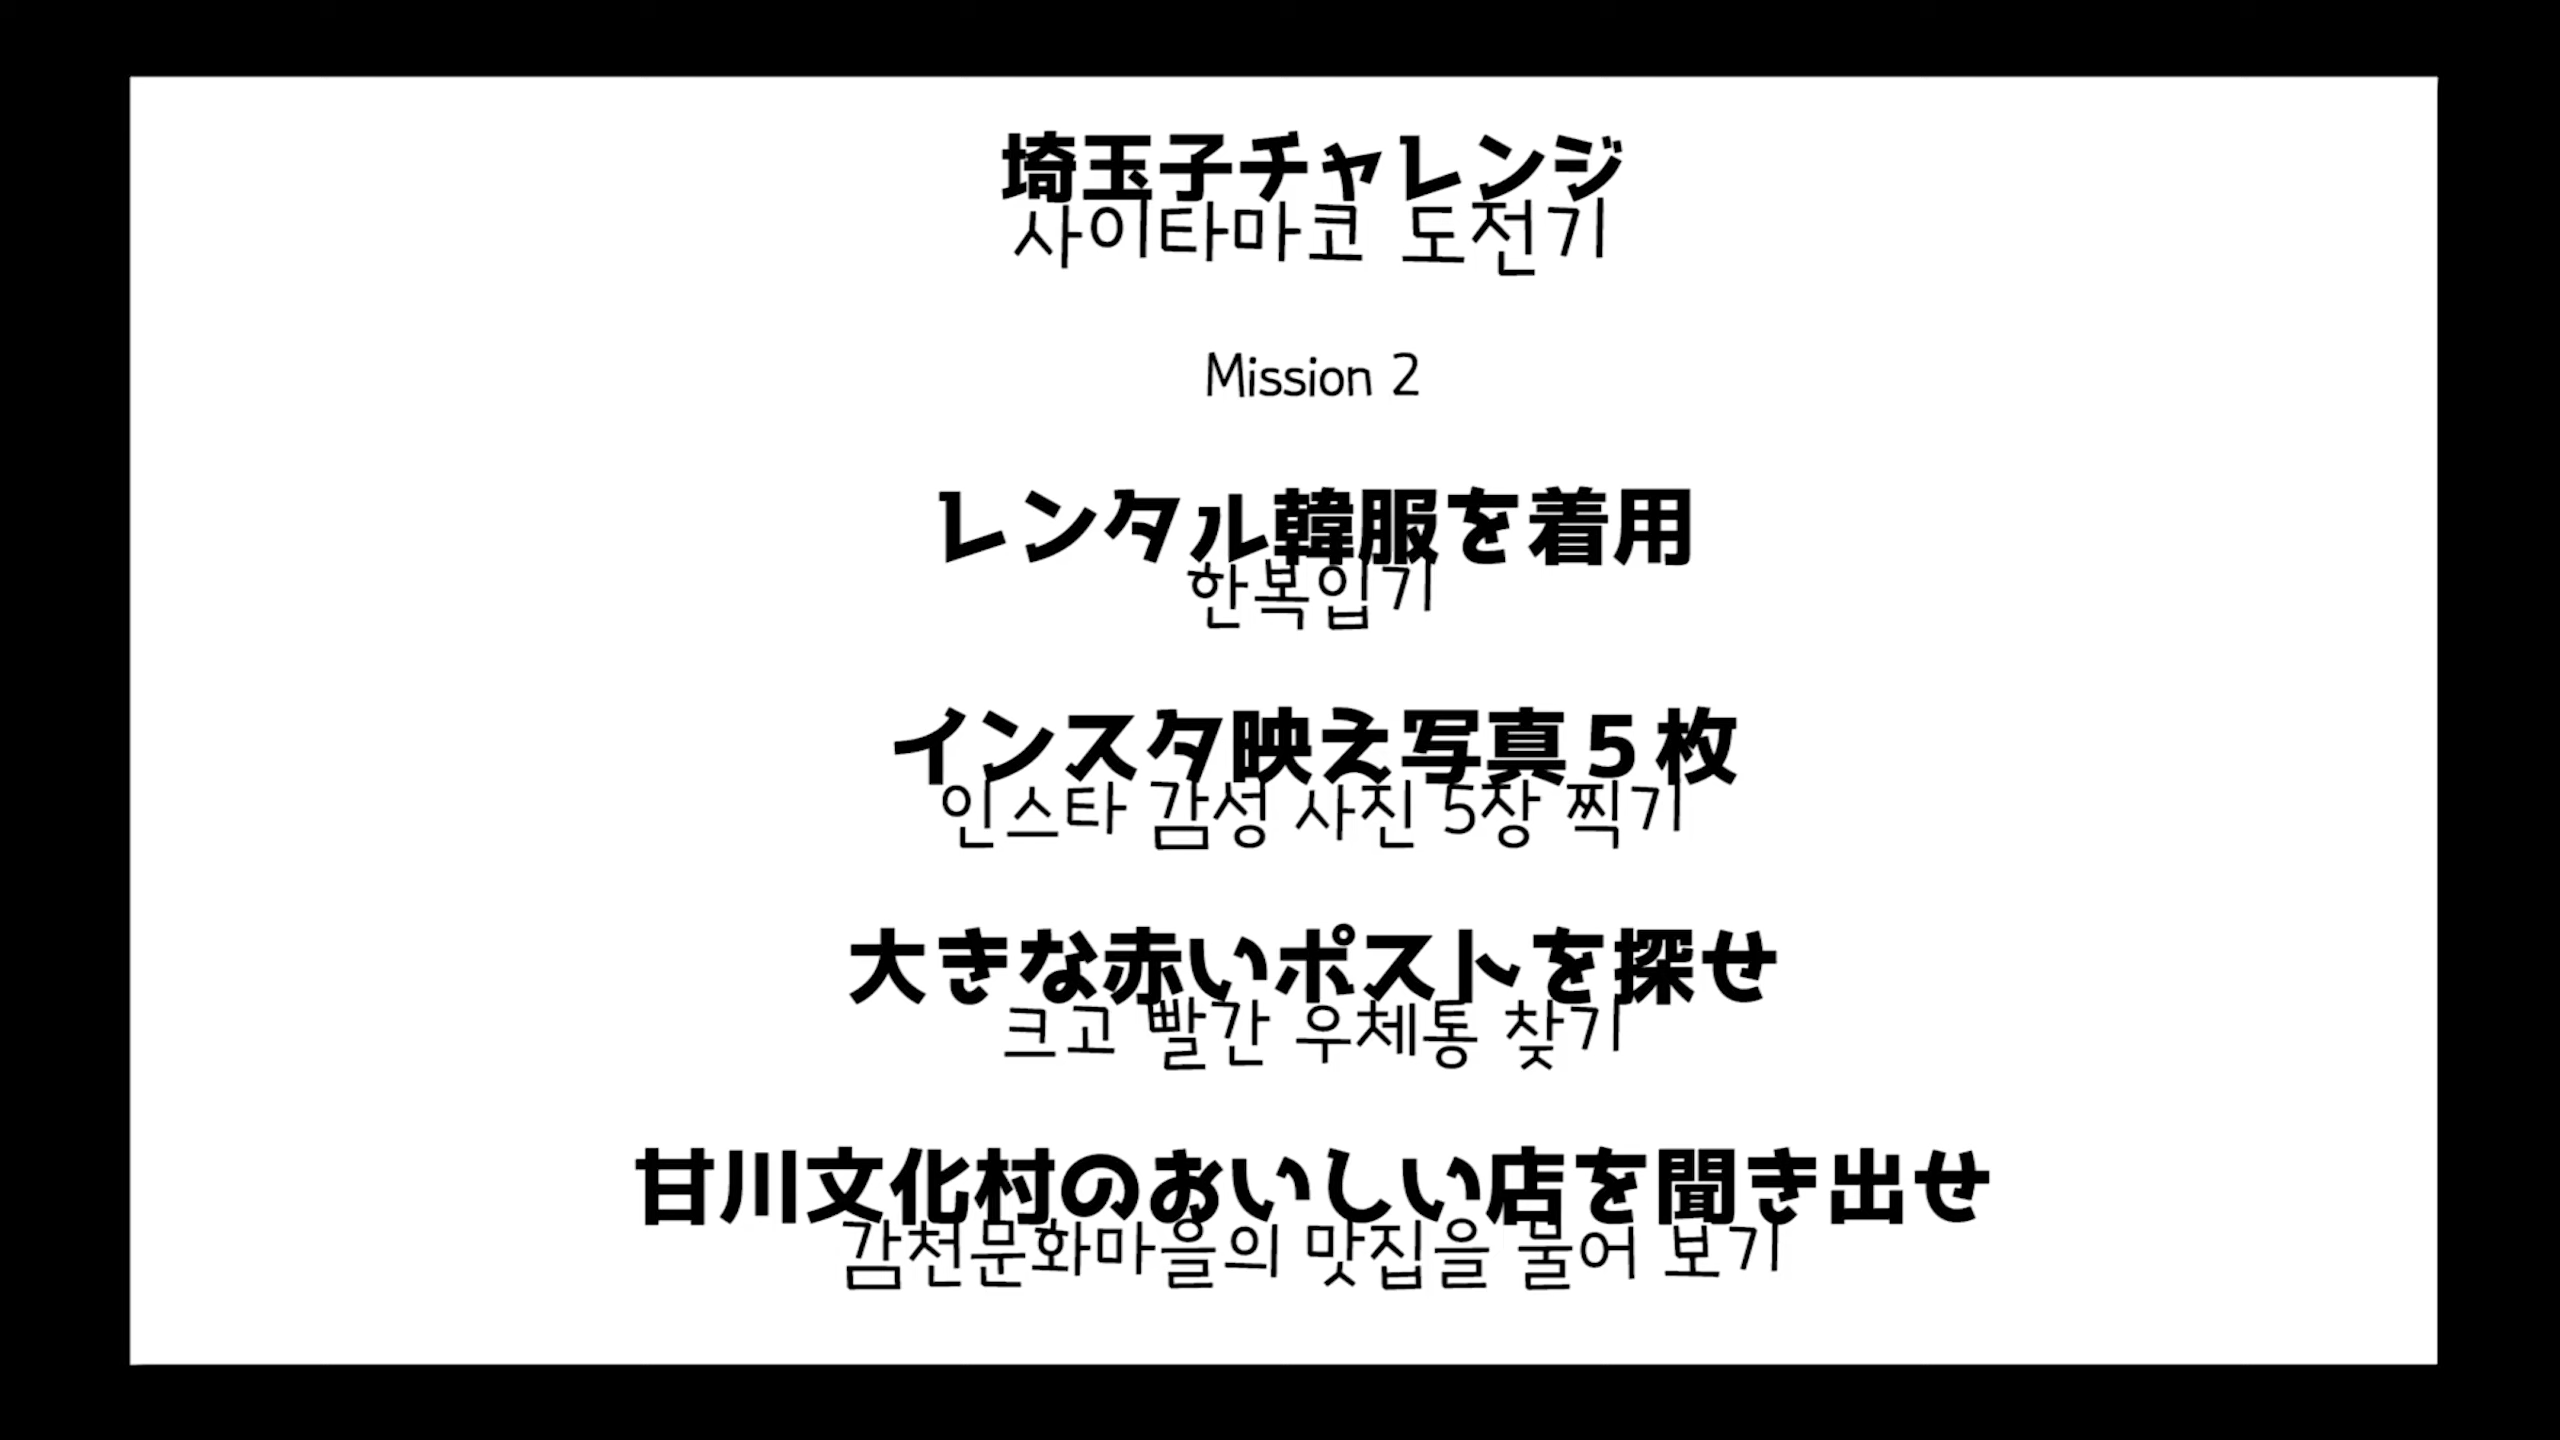 埼玉子チャレンジ
사이타마코 도전기
Mission 2
レンタル韓服を着用
한복입기
インスタ映え写真５枚
인스타 감성 사진 5장 찍기
大きな赤いポストを探せ
크고 빨간 우체통 찾기
甘川文化村のおいしい店を聞き出せ
감천문화마을의 맛집을 물어 보기